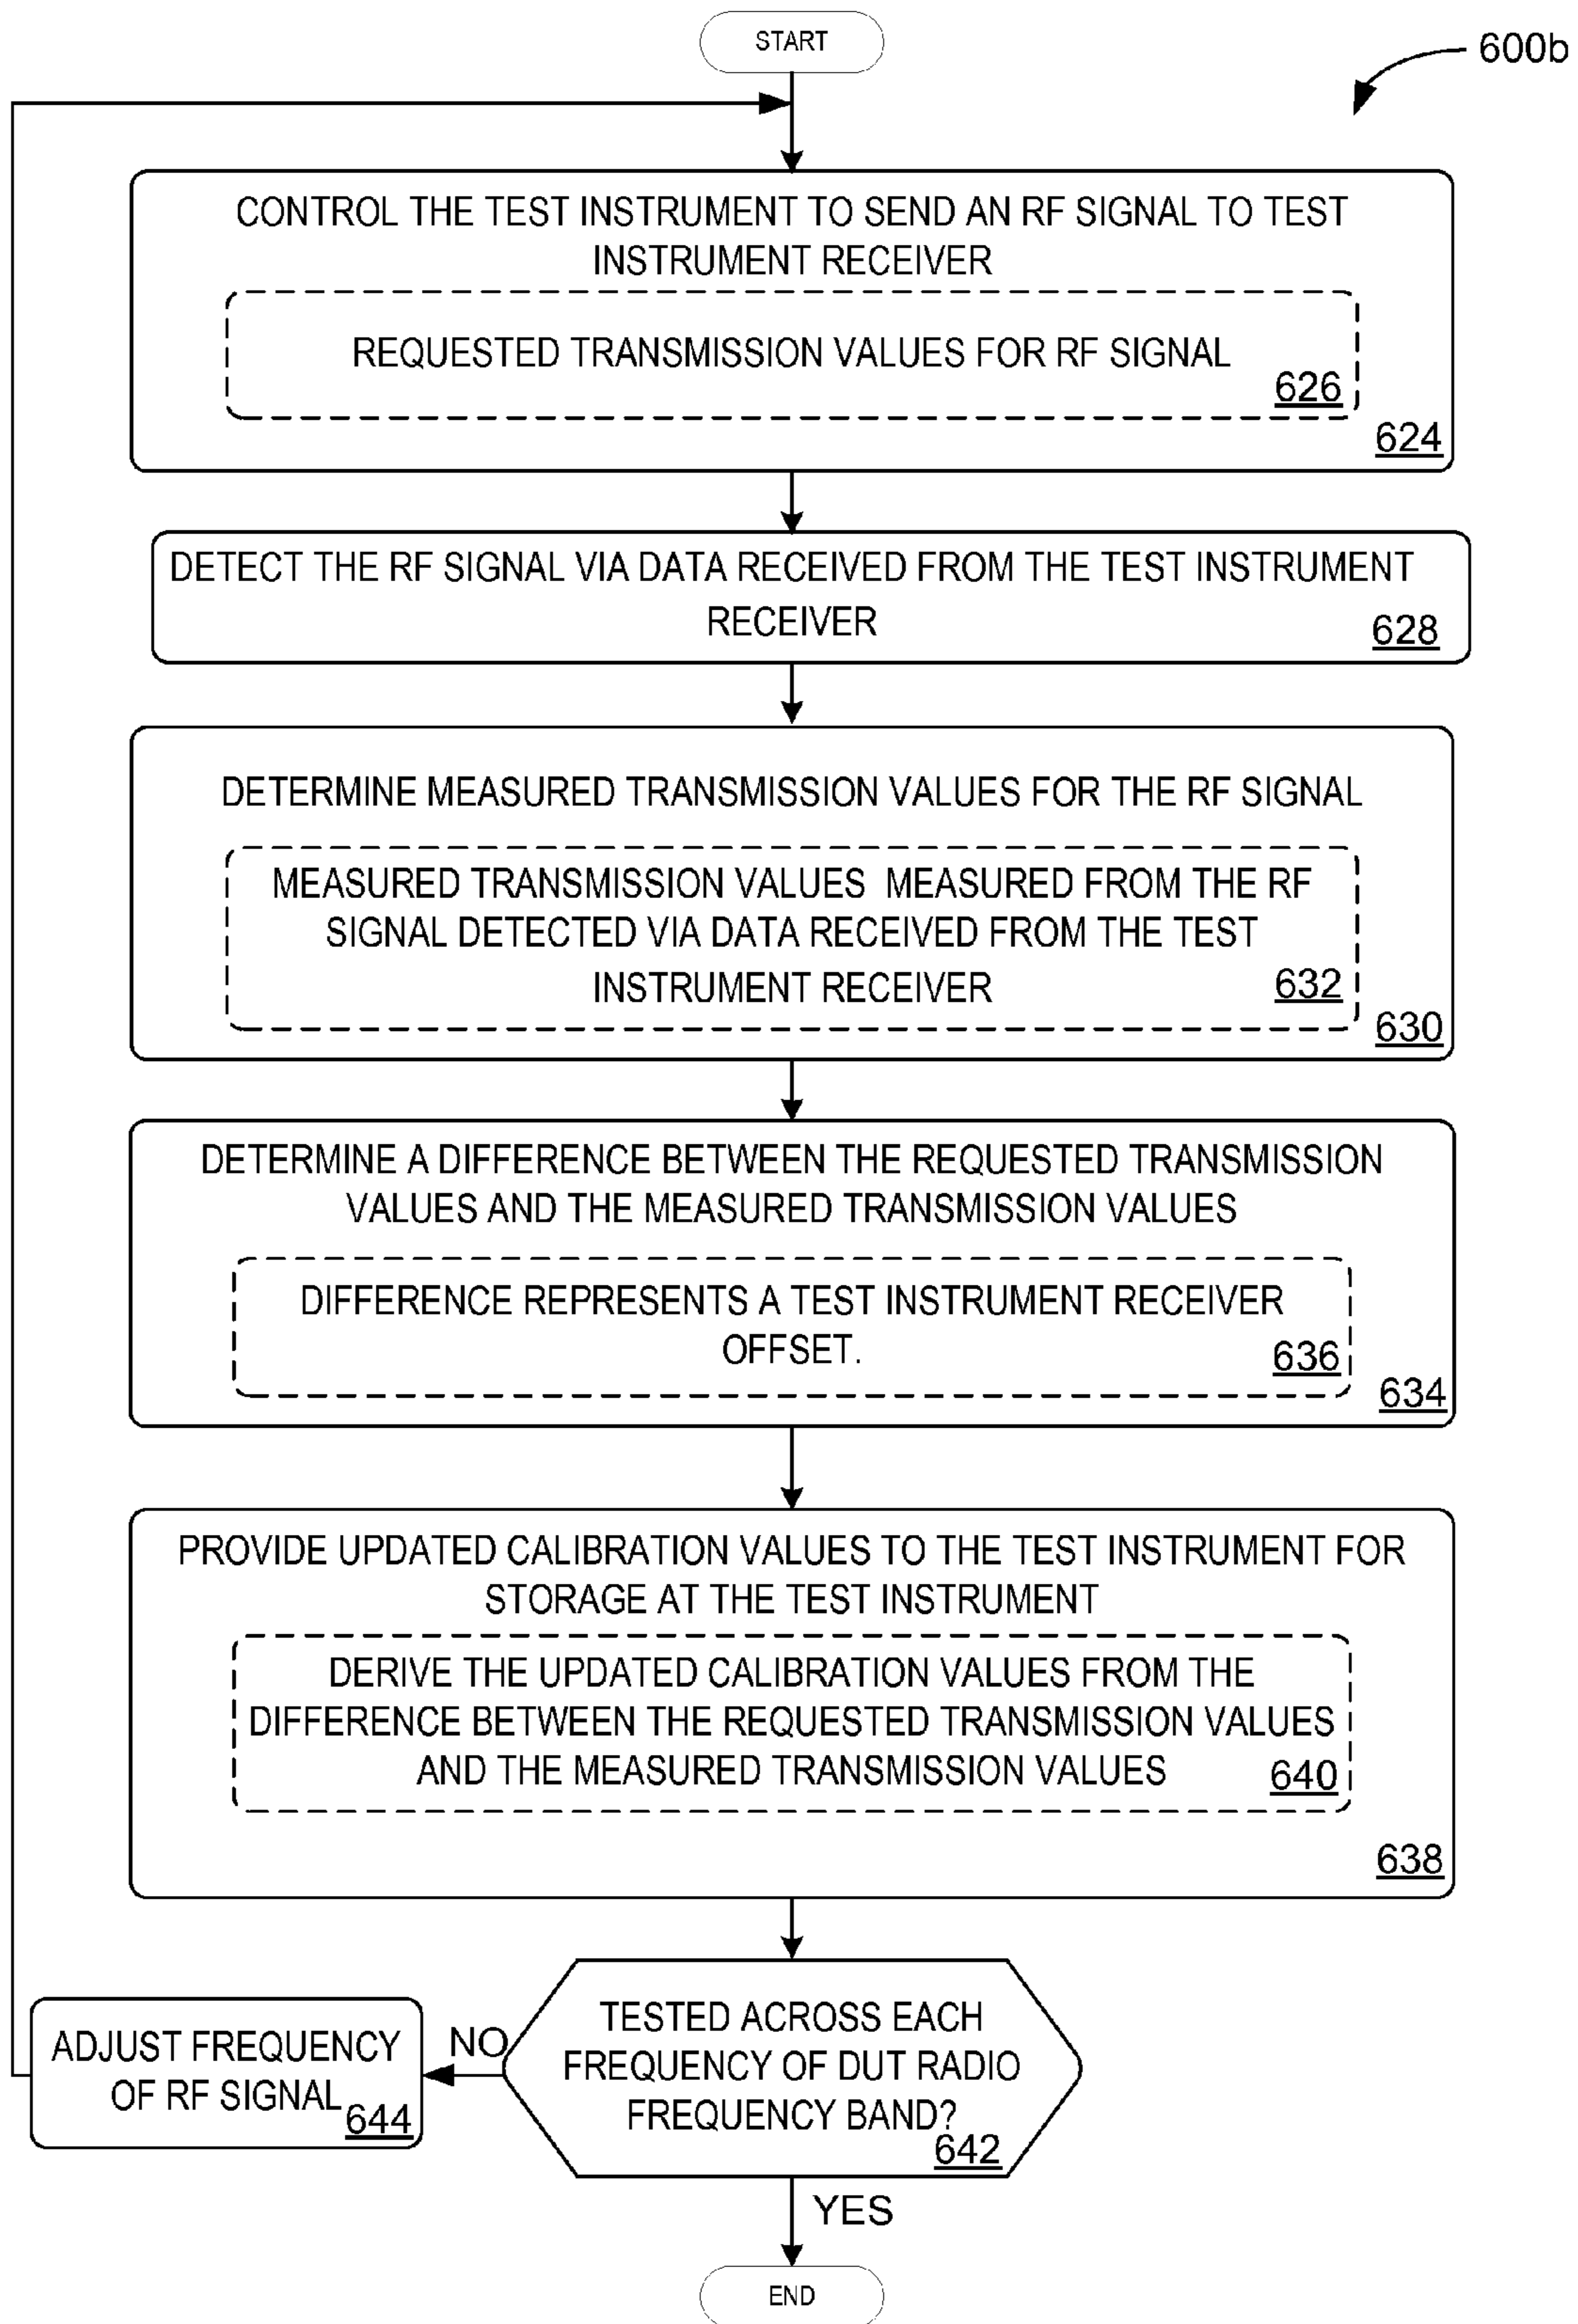 START
600b
CONTROL THE TEST INSTRUMENT TO SEND AN RF SIGNAL TO TEST
INSTRUMENT RECEIVER
REQUESTED TRANSMISSION VALUES FOR RF SIGNAL
626
624
DETECT THE RF SIGNAL VIA DATA RECEIVED FROM THE TEST INSTRUMENT
RECEIVER
628
DETERMINE MEASURED TRANSMISSION VALUES FOR THE RF SIGNAL
MEASURED TRANSMISSION VALUES MEASURED FROM THE RF
SIGNAL DETECTED VIA DATA RECEIVED FROM THE TEST
INSTRUMENT RECEIVER
632
630
DETERMINE A DIFFERENCE BETWEEN THE REQUESTED TRANSMISSION
VALUES AND THE MEASURED TRANSMISSION VALUES
DIFFERENCE REPRESENTS A TEST INSTRUMENT RECEIVER
OFFSET.
636
634
PROVIDE UPDATED CALIBRATION VALUES TO THE TEST INSTRUMENT FOR
STORAGE AT THE TEST INSTRUMENT
DERIVE THE UPDATED CALIBRATION VALUES FROM THE
DIFFERENCE BETWEEN THE REQUESTED TRANSMISSION VALUES
AND THE MEASURED TRANSMISSION VALUES
640
638
TESTED ACROSS EACH
FREQUENCY OF DUT RADIO
FREQUENCY BAND?
642
NO
ADJUST FREQUENCY
OF RF SIGNAL
644
YES
END